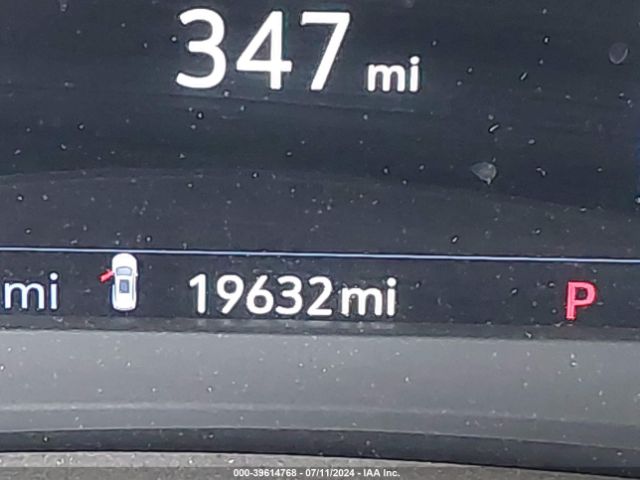 347 mi
mi 19632mi P
000-39614768 - 07/11/2024 - IAA Inc.